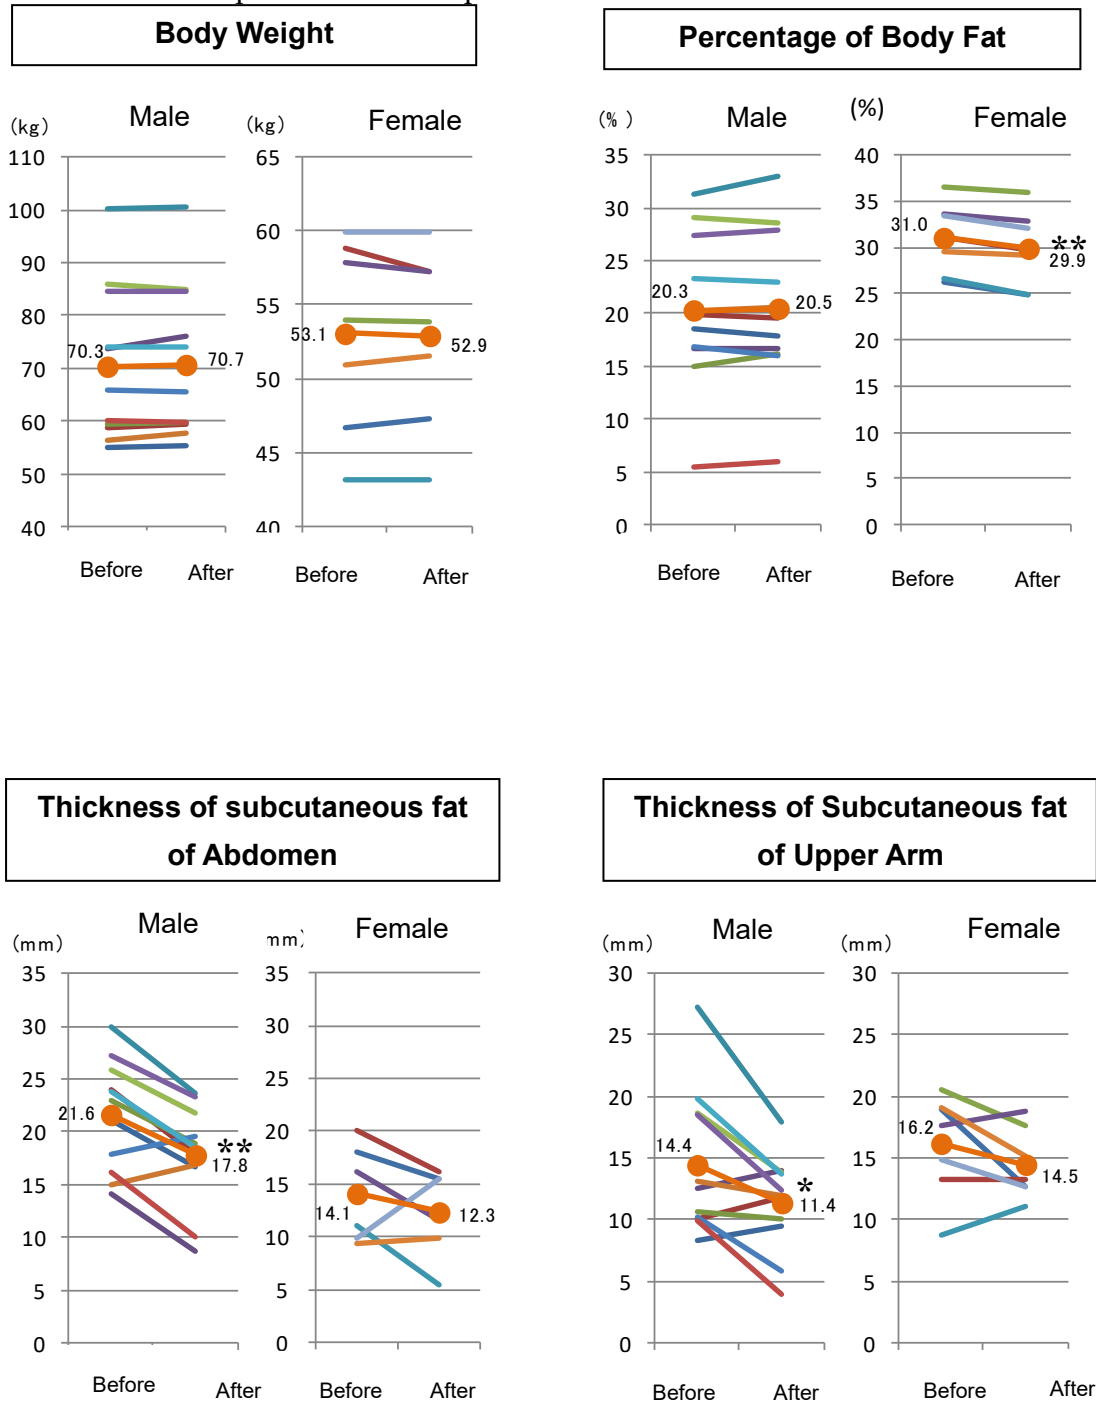 Body Weight
Percentage of Body Fat
Male
Female
(kg)
(kg)
110
100
90
80
70
60
50
40
70.3
70.7
65
60
55
50
45
40
53.1
52.9
Before
After
Before
After
Male
Female
(%)
(%)
35
30
25
20
15
10
5
0
20.3
20.5
40
35
30
25
20
15
10
5
0
31.0
**
29.9
Before
After
Before
After
Thickness of subcutaneous fat
of Abdomen
Thickness of Subcutaneous fat
of Upper Arm
Male
Female
(mm)
mm)
35
30
25
20
15
10
5
0
21.6
**
17.8
35
30
25
20
15
10
5
0
14.1
12.3
Before
After
Before
After
Male
Female
(mm)
(mm)
30
25
20
15
10
5
0
14.4
*
11.4
30
25
20
15
10
5
0
16.2
14.5
Before
After
Before
After